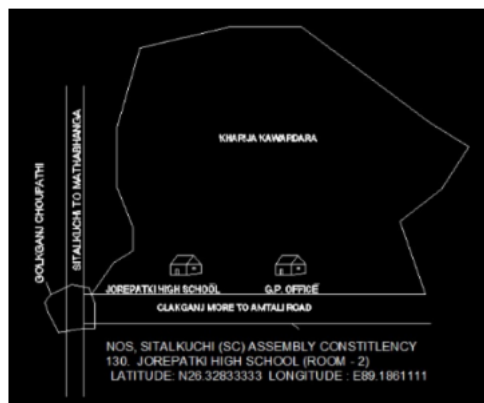 KHARIJA KAWARDARA
GOLKGANJ CHOUPATHI
SITALKUCHI TO MATHABHANGA
JOREPATKI HIGH SCHOOL
G.P. OFFICE
GLAKGANJ MORE TO AMTALI ROAD
NOS, SITALKUCHI (SC) ASSEMBLY CONSTITLENCY
130. JOREPATKI HIGH SCHOOL (ROOM - 2)
LATITUDE: N26.32833333 LONGITUDE : E89.1861111